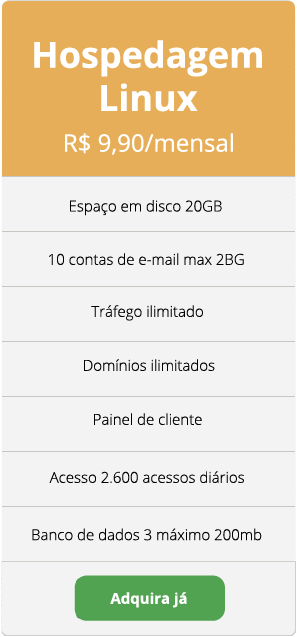 Hospedagem
Linux
R$ 9,90/mensal
Espaço em disco 20GB
10 contas de e-mail max 2BG
Tráfego ilimitado
Domínios ilimitados
Painel de cliente
Acesso 2.600 acessos diários
Banco de dados 3 máximo 200mb
Adquira já